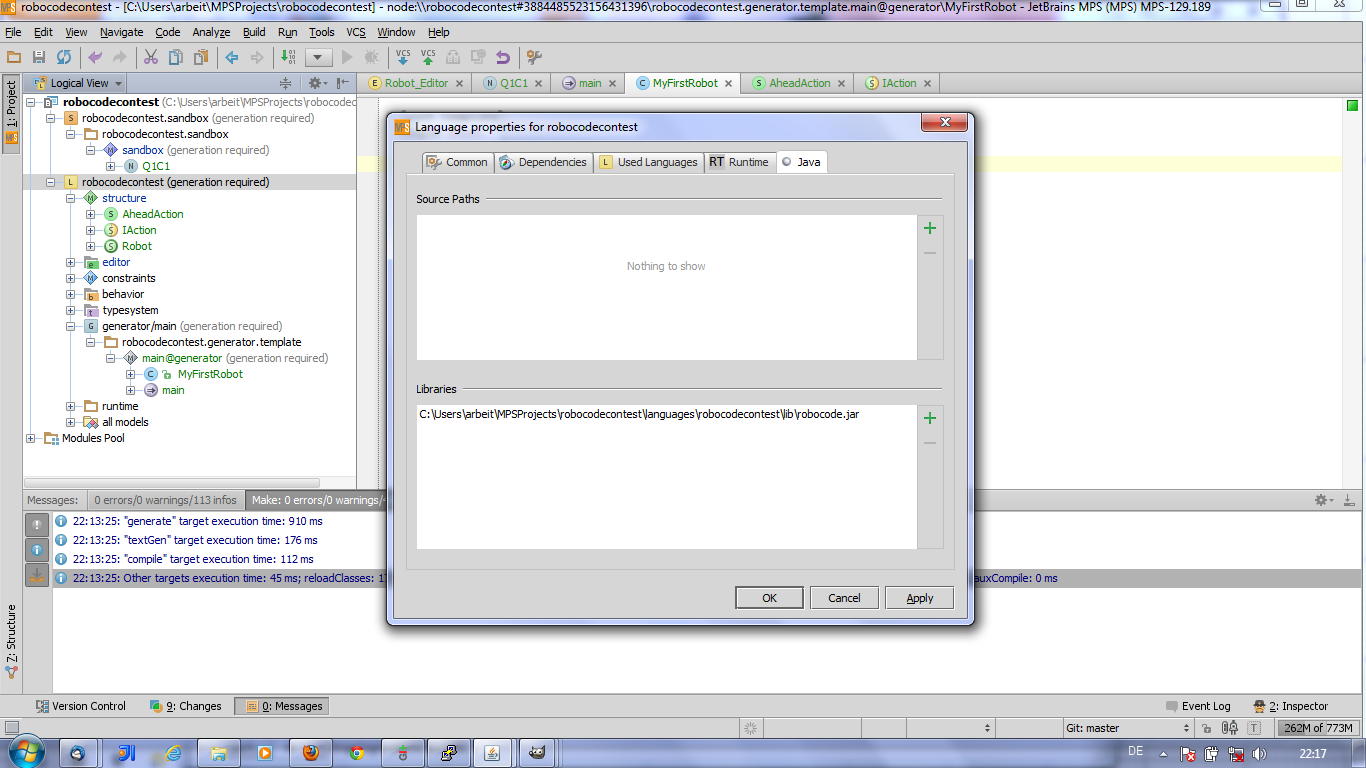 robocodecontest - [C:\Users\arbeit\MPSProjects\robocodecontest] - node:\\robocodecontest#3884485523156431396\robocodecontest.generator.template.main@generator\MyFirstRobot - JetBrains MPS (MPS) MPS-129.189
File Edit View Navigate Code Analyze Build Run Tools VCS Window Help
VCS VCS
Logical View
Robot_Editor Q1C1 main MyFirstRobot AheadAction IAction
1: Project
robocodecontest (C:\Users\arbeit\MPSProjects\robocodec
robocodecontest.sandbox (generation required)
robocodecontest.sandbox
sandbox (generation required)
Q1C1
robocodecontest (generation required)
structure
AheadAction
IAction
Robot
editor
constraints
behavior
typesystem
generator/main (generation required)
robocodecontest.generator.template
main@generator (generation required)
MyFirstRobot
main
runtime
all models
Modules Pool
Language properties for robocodecontest
Common Dependencies Used Languages RT Runtime Java
Source Paths
Nothing to show
Libraries
C:\Users\arbeit\MPSProjects\robocodecontest\languages\robocodecontest\lib\robocode.jar
OK Cancel Apply
Messages: 0 errors/0 warnings/113 infos Make: 0 errors/0 warnings/4
22:13:25: "generate" target execution time: 910 ms
22:13:25: "textGen" target execution time: 176 ms
22:13:25: "compile" target execution time: 112 ms
22:13:25: Other targets execution time: 45 ms; reloadClasses: 1
auxCompile: 0 ms
Z: Structure
Version Control 9: Changes 0: Messages Event Log 2: Inspector
Git: master 262M of 773M
DE 22:17